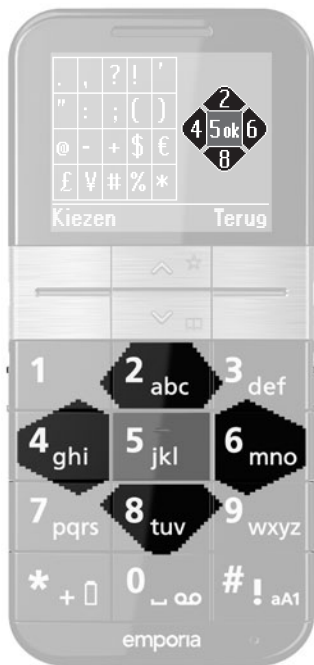 . , ? ! '
" : ; ( )
@ - + $ €
£ ¥ # % *
2
4 5ok 6
8
Kiezen Terug
1 2 abc 3 def
4 ghi 5 jkl 6 mno
7 pqrs 8 tuv 9 wxyz
* + 0 # ! aA1
emporia